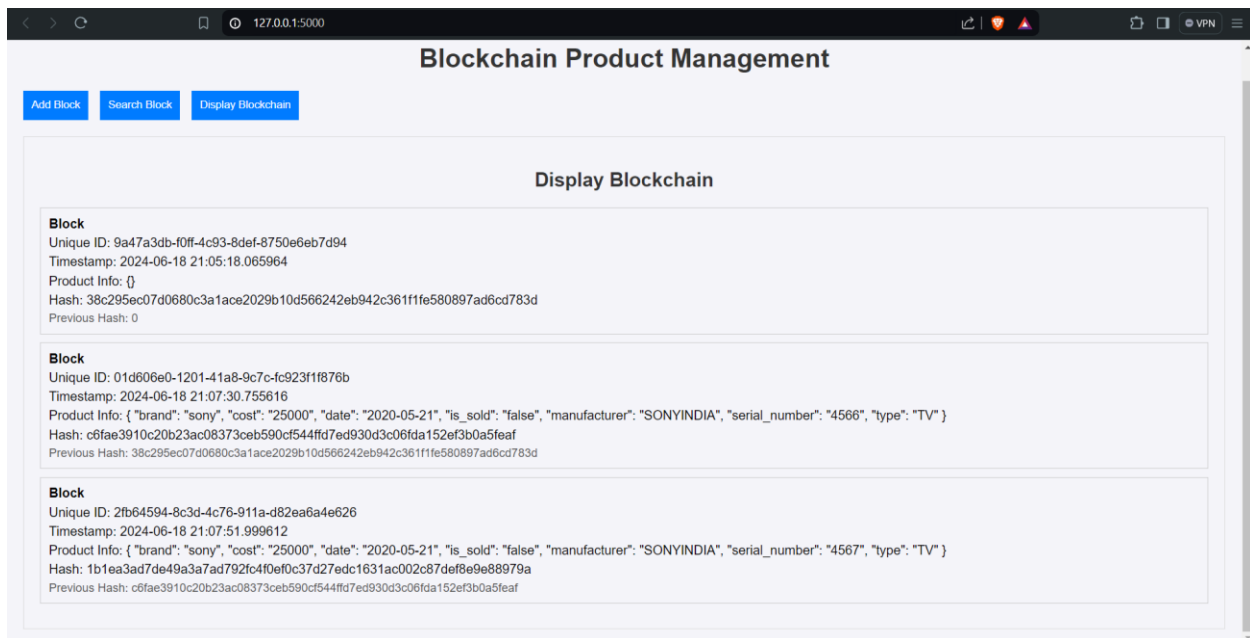 127.0.0.1:5000
VPN
Blockchain Product Management
Add Block Search Block Display Blockchain
Display Blockchain
Block
Unique ID: 9a47a3db-f0ff-4c93-8def-8750e6eb7d94
Timestamp: 2024-06-18 21:05:18.065964
Product Info: {}
Hash: 38c295ec07d0680c3a1ace2029b10d566242eb942c361f1fe580897ad6cd783d
Previous Hash: 0
Block
Unique ID: 01d606e0-1201-41a8-9c7c-fc923f1f876b
Timestamp: 2024-06-18 21:07:30.755616
Product Info: { "brand": "sony", "cost": "25000", "date": "2020-05-21", "is_sold": "false", "manufacturer": "SONYINDIA", "serial_number": "4566", "type": "TV" }
Hash: c6fae3910c20b23ac08373ceb590cf544ffd7ed930d3c06fda152ef3b0a5feaf
Previous Hash: 38c295ec07d0680c3a1ace2029b10d566242eb942c361f1fe580897ad6cd783d
Block
Unique ID: 2fb64594-8c3d-4c76-911a-d82ea6a4e626
Timestamp: 2024-06-18 21:07:51.999612
Product Info: { "brand": "sony", "cost": "25000", "date": "2020-05-21", "is_sold": "false", "manufacturer": "SONYINDIA", "serial_number": "4567", "type": "TV" }
Hash: 1b1ea3ad7de49a3a7ad792fc4f0ef0c37d27edc1631ac002c87def8e9e88979a
Previous Hash: c6fae3910c20b23ac08373ceb590cf544ffd7ed930d3c06fda152ef3b0a5feaf